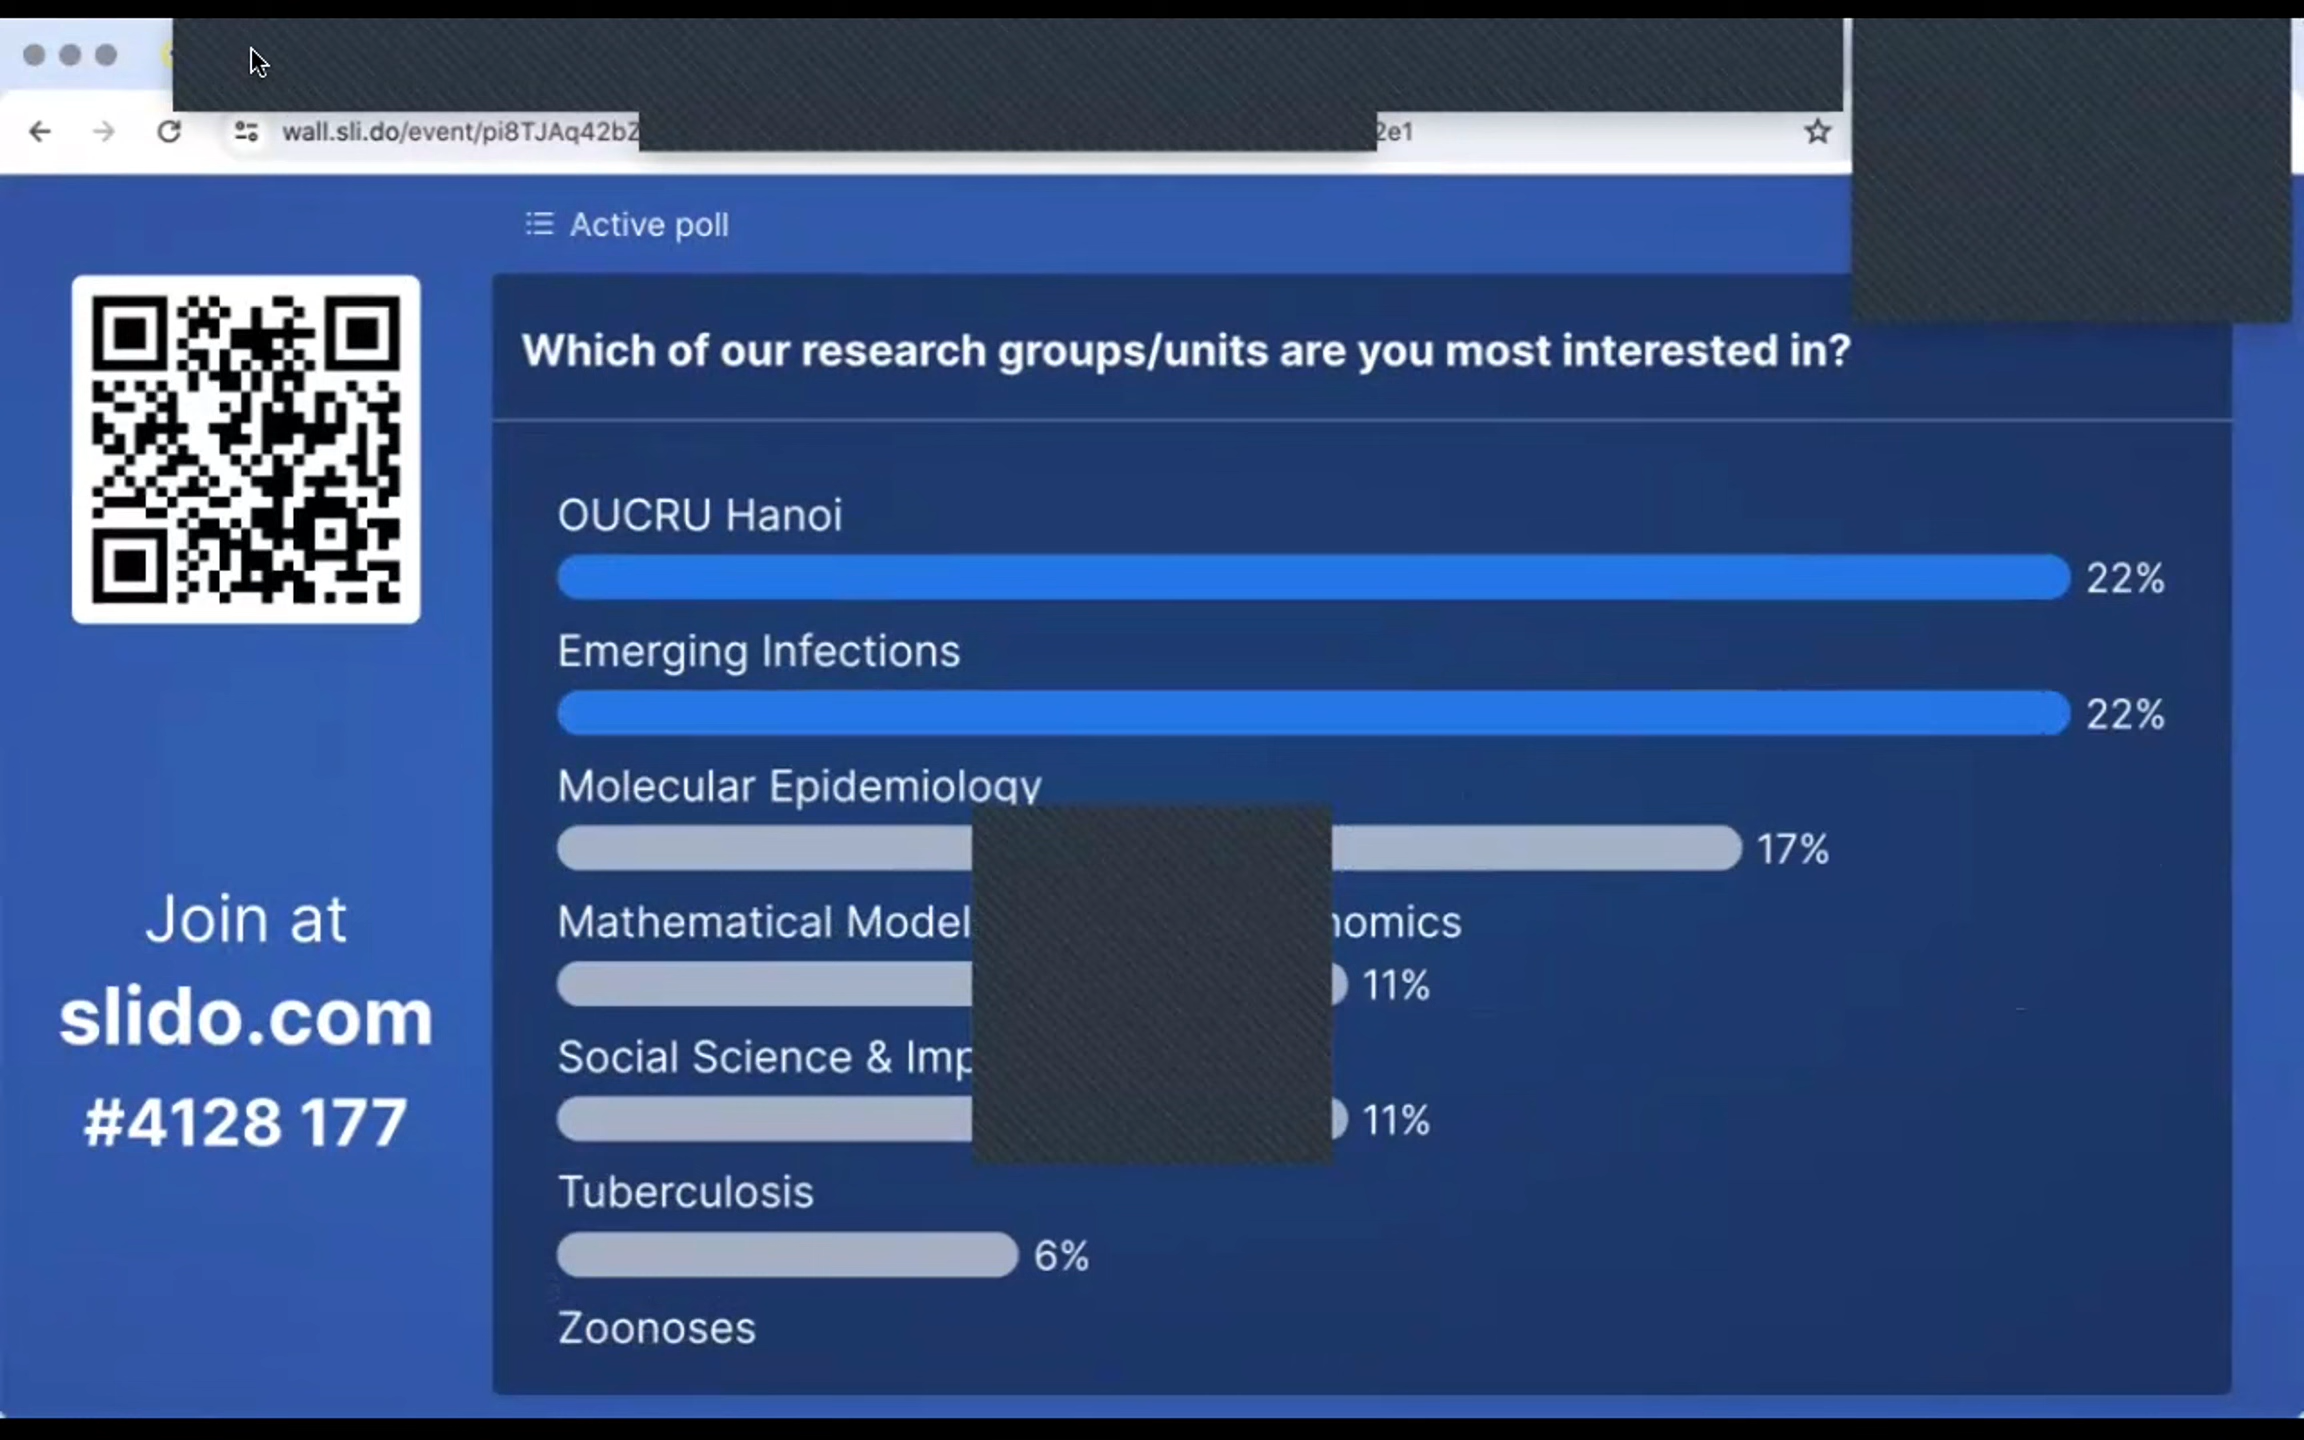 wall.sli.do/event/pi8TJAq42bZ 2e1
Active poll
Which of our research groups/units are you most interested in?
OUCRU Hanoi
22%
Emerging Infections
22%
Molecular Epidemiology
17%
Mathematical Model nomics
11%
Social Science & Imp
11%
Tuberculosis
6%
Zoonoses
Join at
slido.com
#4128 177